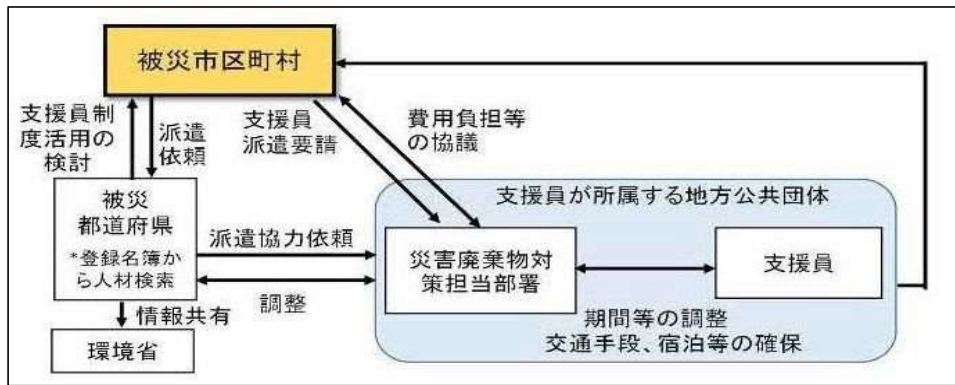 被災市区町村
支援員制
度活用の
検討
派遣
依頼
支援員
派遣要請
費用負担等
の協議
被災
都道府県
*登録名簿か
ら人材検索
派遣協力依頼
調整
情報共有
環境省
支援員が所属する地方公共団体
災害廃棄物対
策担当部署
支援員
期間等の調整
交通手段、宿泊等の確保